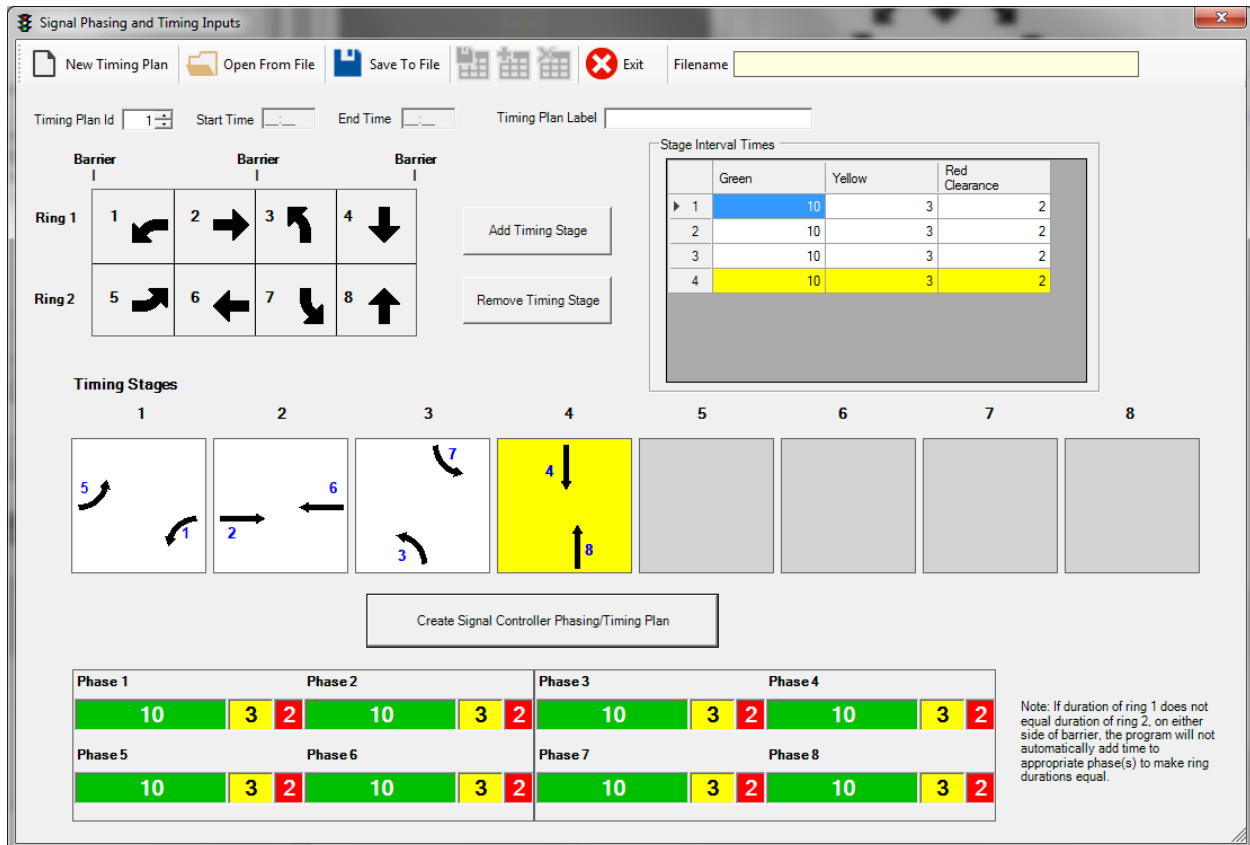 Signal Phasing and Timing Inputs
New Timing Plan Open From File Save To File Exit Filename
Timing Plan Id 1 Start Time __:__ End Time __:__ Timing Plan Label
Barrier Barrier Barrier
Ring 1 1 2 3 4
Ring 2 5 6 7 8
Add Timing Stage
Remove Timing Stage
Stage Interval Times
Green Yellow Red
Clearance
1 10 3 2
2 10 3 2
3 10 3 2
4 10 3 2
Timing Stages
1 2 3 4 5 6 7 8
5 1
2 6
7 3
4 8
Create Signal Controller Phasing/Timing Plan
Phase 1 Phase 2 Phase 3 Phase 4
10 3 2 10 3 2 10 3 2 10 3 2
Phase 5 Phase 6 Phase 7 Phase 8
10 3 2 10 3 2 10 3 2 10 3 2
Note: If duration of ring 1 does not
equal duration of ring 2, on either
side of barrier, the program will not
automatically add time to
appropriate phase(s) to make ring
durations equal.